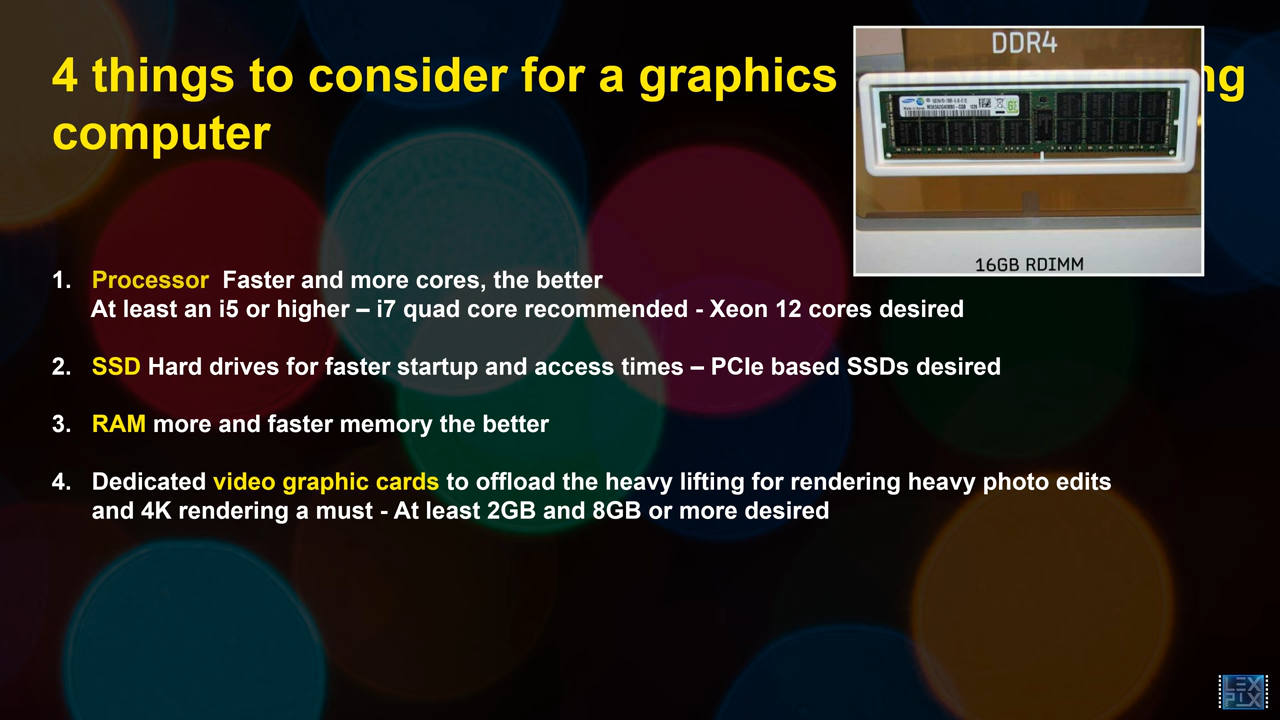 4 things to consider for a graphics
computer
DDR4
16GB RDIMM
1. Processor Faster and more cores, the better
At least an i5 or higher – i7 quad core recommended - Xeon 12 cores desired
2. SSD Hard drives for faster startup and access times – PCIe based SSDs desired
3. RAM more and faster memory the better
4. Dedicated video graphic cards to offload the heavy lifting for rendering heavy photo edits
and 4K rendering a must - At least 2GB and 8GB or more desired
LEX
PIX